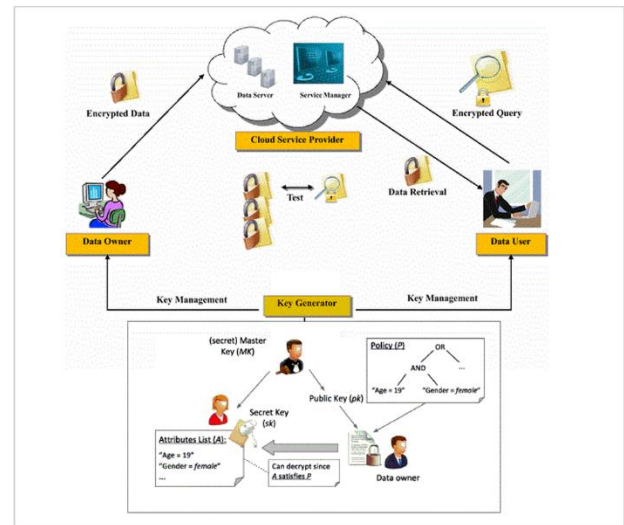 Data Server
Service Manager
Encrypted Data
Encrypted Query
Cloud Service Provider
Data Retrieval
Test
Data Owner
Data User
Key Management
Key Generator
Key Management
(secret) Master
Key (MK)
Policy (P)
OR
AND
...
"Age = 19"
"Gender = female"
Public Key (pk)
Secret Key
(sk)
Attributes List (A):
"Age = 19"
"Gender = female"
...
Can decrypt since
A satisfies P
Data owner